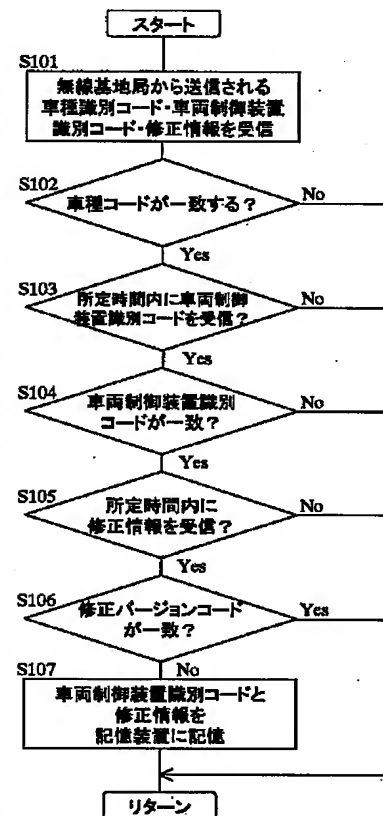 スタート
S101
無線基地局から送信される
車種識別コード・車両制御装置
識別コード・修正情報を受信
S102
車種コードが一致する？
No
Yes
S103
所定時間内に車両制御
装置識別コードを受信？
No
Yes
S104
車両制御装置識別
コードが一致？
No
Yes
S105
所定時間内に
修正情報を受信？
No
Yes
S106
修正バージョンコード
が一致？
Yes
No
S107
車両制御装置識別コードと
修正情報を
記憶装置に記憶
リターン